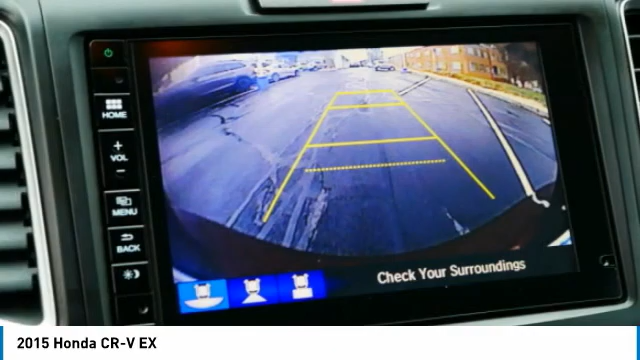 HOME
+
VOL
-
MENU
BACK
Check Your Surroundings
2015 Honda CR-V EX